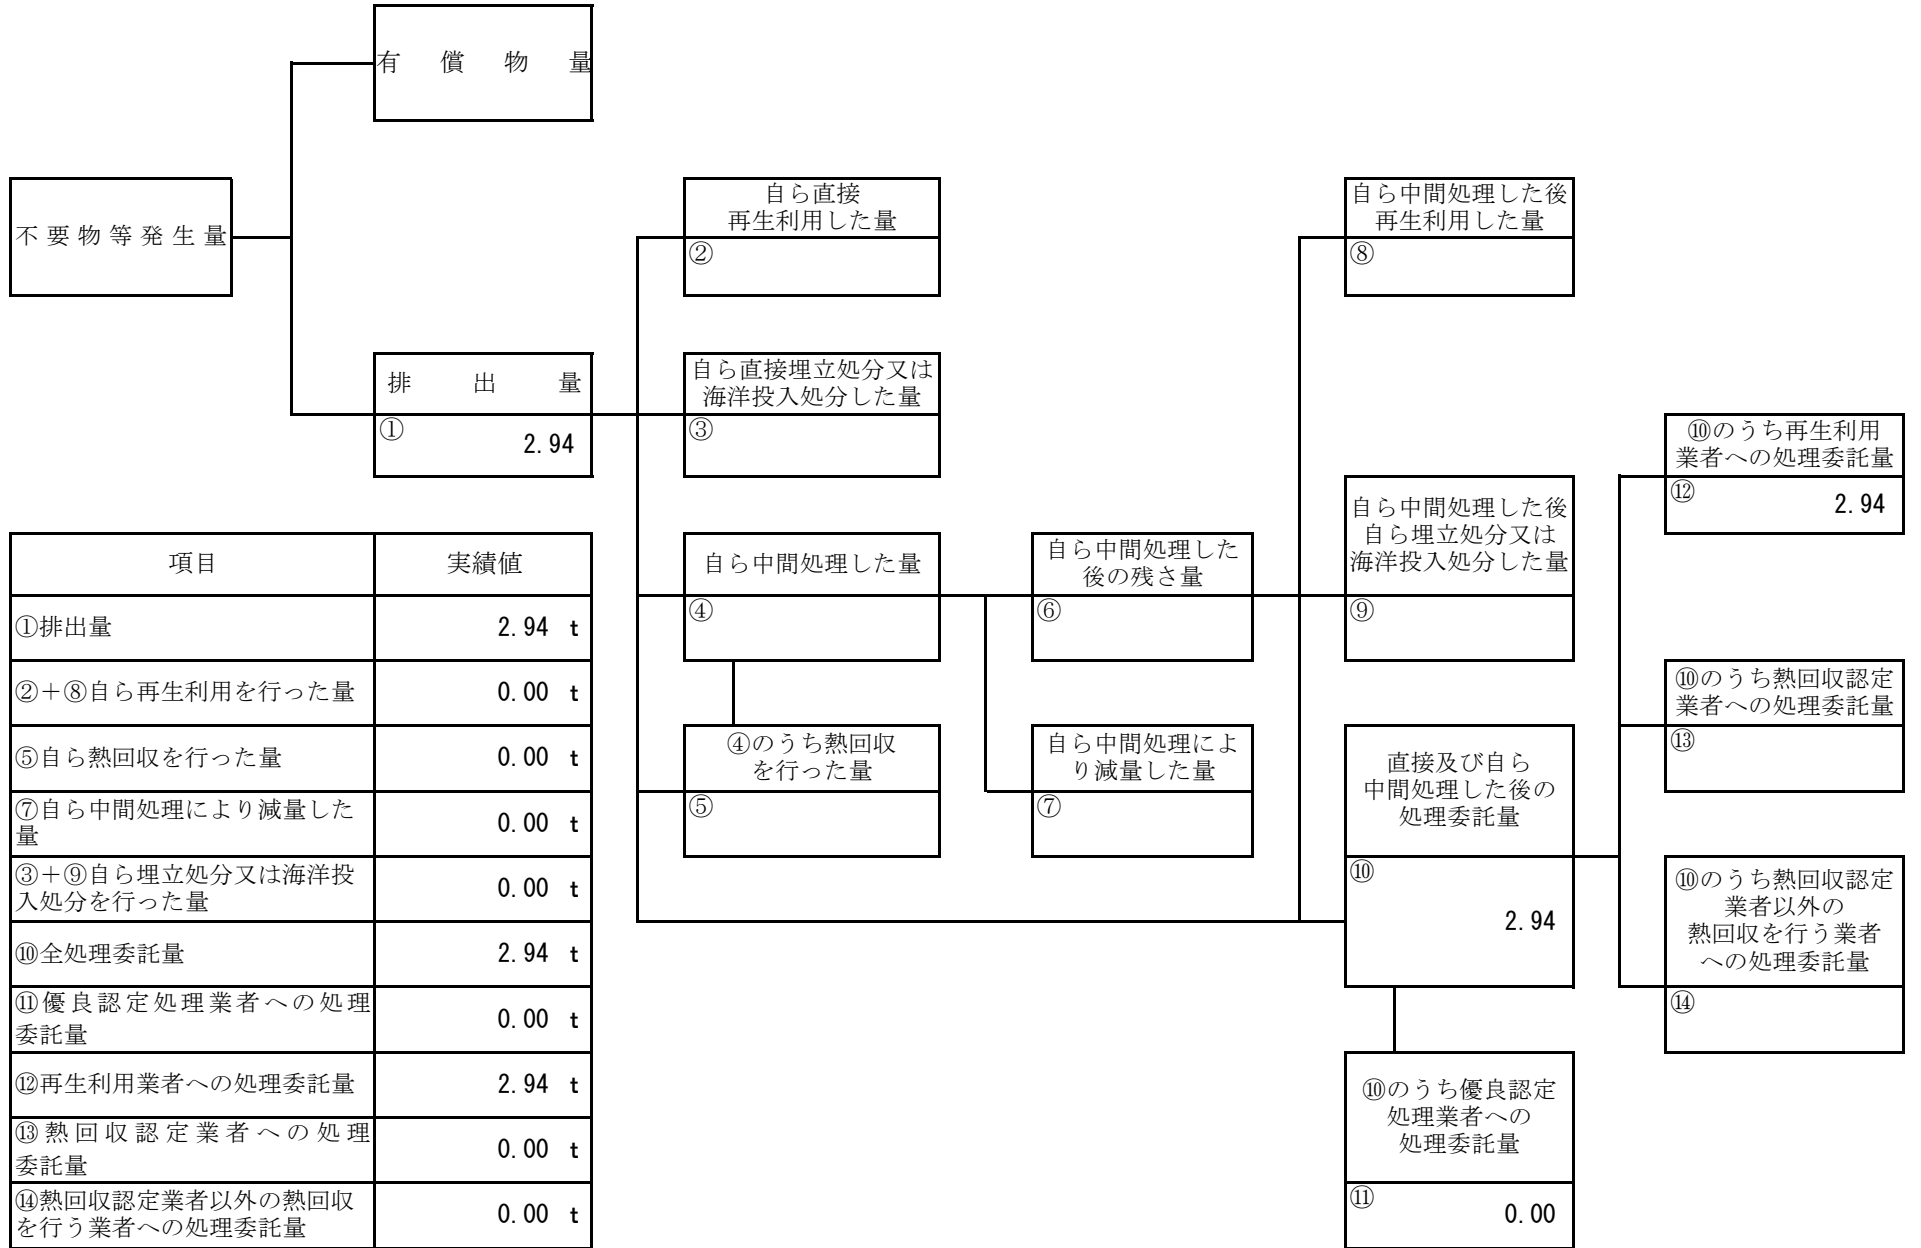 有償物量
不要物等発生量
排出量
①
2.94
自ら直接
再生利用した量
②
自ら直接埋立処分又は
海洋投入処分した量
③
自ら中間処理した量
④
④のうち熱回収
を行った量
⑤
自ら中間処理した
後の残さ量
⑥
自ら中間処理によ
り減量した量
⑦
自ら中間処理した後
再生利用した量
⑧
自ら中間処理した後
自ら埋立処分又は
海洋投入処分した量
⑨
直接及び自ら
中間処理した後の
処理委託量
⑩
2.94
⑩のうち優良認定
処理業者への
処理委託量
⑪
0.00
⑩のうち再生利用
業者への処理委託量
⑫
2.94
⑩のうち熱回収認定
業者への処理委託量
⑬
⑩のうち熱回収認定
業者以外の
熱回収を行う業者
への処理委託量
⑭
項目 実績値
①排出量 2.94 t
②+⑧自ら再生利用を行った量 0.00 t
⑤自ら熱回収を行った量 0.00 t
⑦自ら中間処理により減量した
量 0.00 t
③+⑨自ら埋立処分又は海洋投
入処分を行った量 0.00 t
⑩全処理委託量 2.94 t
⑪優良認定処理業者への処理
委託量 0.00 t
⑫再生利用業者への処理委託量 2.94 t
⑬熱回収認定業者への処理
委託量 0.00 t
⑭熱回収認定業者以外の熱回収
を行う業者への処理委託量 0.00 t